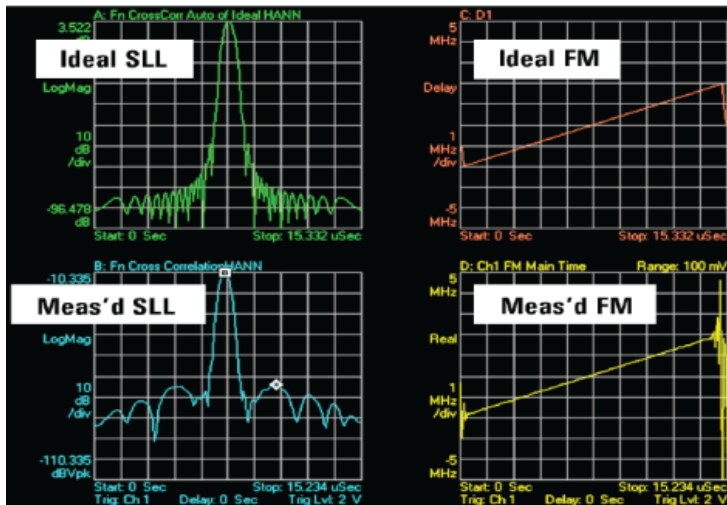 A: Fn CrossCorr Auto of Ideal HANN
3.522
Ideal SLL
LogMag
10
dB
/div
-96.478
dB
Start: 0 Sec Stop: 15.332 uSec
C: D1
5
MHz
Ideal FM
Delay
1
MHz
/div
-5
MHz
Start: 0 Sec Stop: 15.332 uSec
B: Fn Cross CorrelationHANN
-10.335
Meas'd SLL
LogMag
10
dB
/div
-110.335
dBVpk
Start: 0 Sec Stop: 15.234 uSec
Trig: Ch 1 Delay: 0 Sec Trig Lvl: 2 V
D: Ch1 FM Main Time Range: 100 mV
5
MHz
Meas'd FM
Real
1
MHz
/div
-5
MHz
Start: 0 Sec Stop: 15.234 uSec
Trig: Ch 1 Delay: 0 Sec Trig Lvl: 2 V